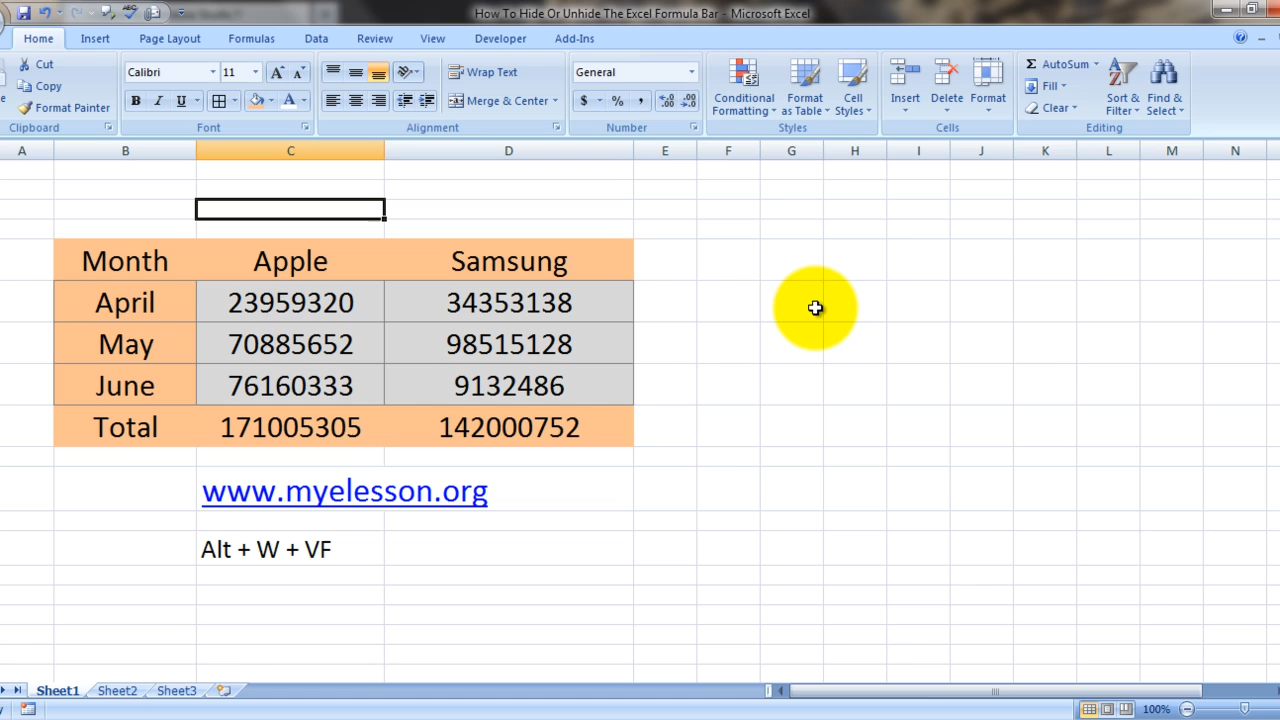 How To Hide Or Unhide The Excel Formula Bar - Microsoft Excel
Home Insert Page Layout Formulas Data Review View Developer Add-Ins
Cut
Copy
Format Painter
Clipboard
Calibri 11
B I U A
Font
Wrap Text
Merge & Center
Alignment
General
$ % ,
Number
Conditional Formatting
Format as Table
Cell Styles
Styles
Insert Delete Format
Cells
Σ AutoSum
Fill
Clear
Sort & Filter
Find & Select
Editing
A B C D E F G H I J K L M N
Month Apple Samsung
April 23959320 34353138
May 70885652 98515128
June 76160333 9132486
Total 171005305 142000752
www.myelesson.org
Alt + W + VF
Sheet1 Sheet2 Sheet3
100%